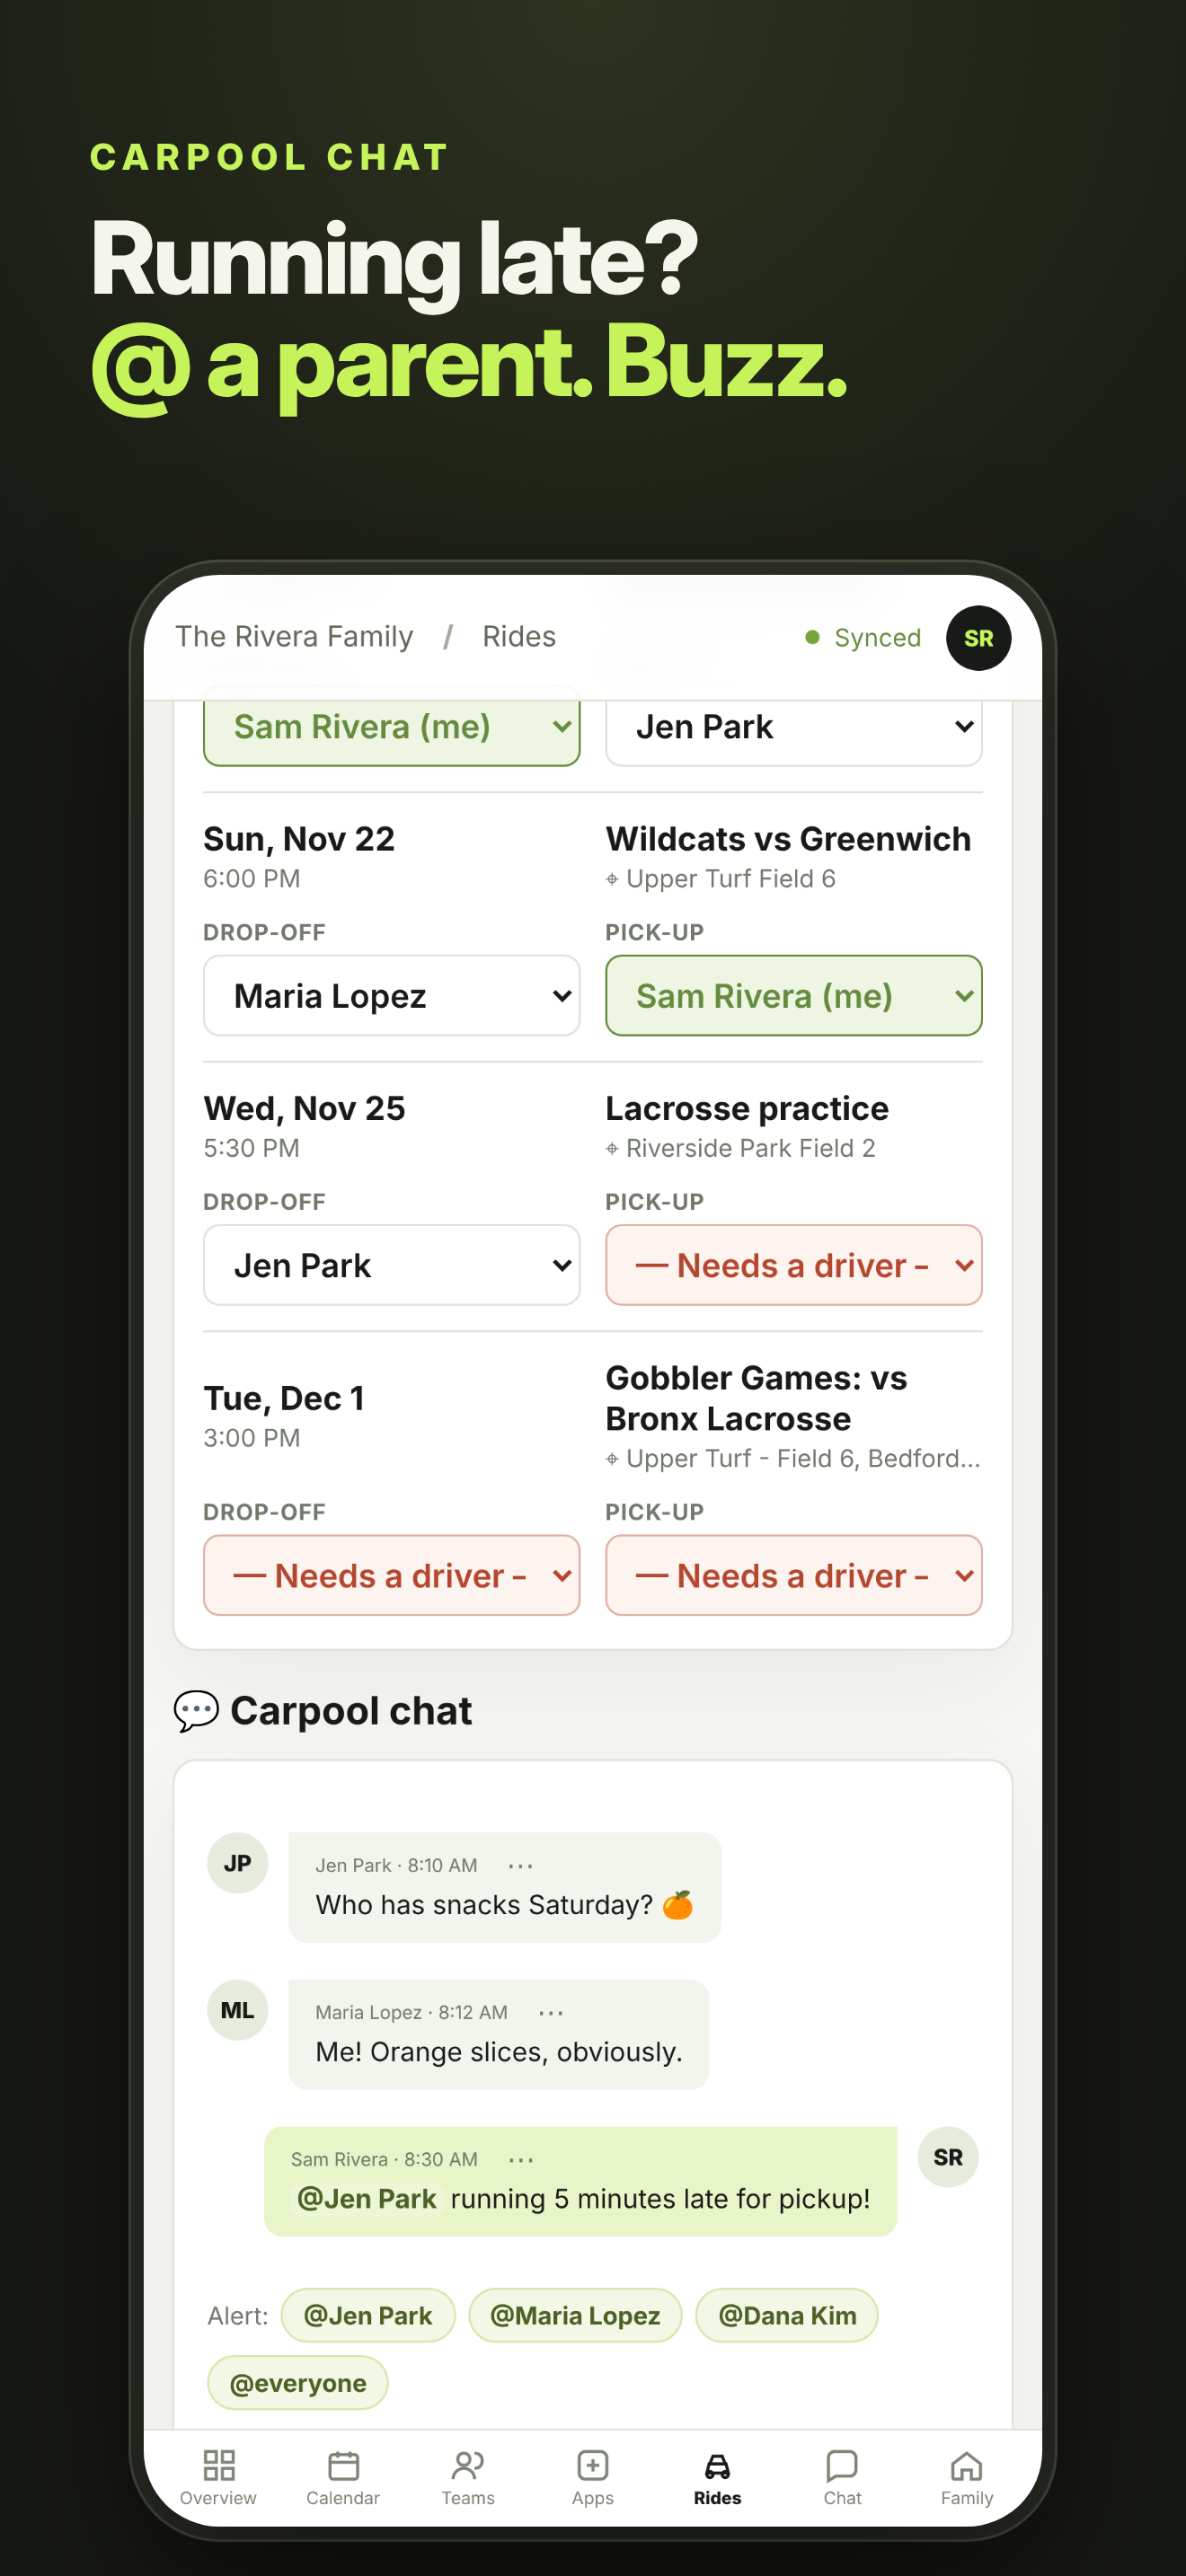 CARPOOL CHAT
Running late?
@ a parent. Buzz.
The Rivera Family / Rides
Synced
SR
Sam Rivera (me)
Jen Park
Sun, Nov 22
6:00 PM
Wildcats vs Greenwich
⌖ Upper Turf Field 6
DROP-OFF
Maria Lopez
PICK-UP
Sam Rivera (me)
Wed, Nov 25
5:30 PM
Lacrosse practice
⌖ Riverside Park Field 2
DROP-OFF
Jen Park
PICK-UP
— Needs a driver -
Tue, Dec 1
3:00 PM
Gobbler Games: vs
Bronx Lacrosse
⌖ Upper Turf - Field 6, Bedford...
DROP-OFF
— Needs a driver -
PICK-UP
— Needs a driver -
💬 Carpool chat
JP
Jen Park · 8:10 AM ···
Who has snacks Saturday? 🍊
ML
Maria Lopez · 8:12 AM ···
Me! Orange slices, obviously.
Sam Rivera · 8:30 AM ···
@Jen Park running 5 minutes late for pickup!
SR
Alert: @Jen Park @Maria Lopez @Dana Kim
@everyone
Overview Calendar Teams Apps Rides Chat Family